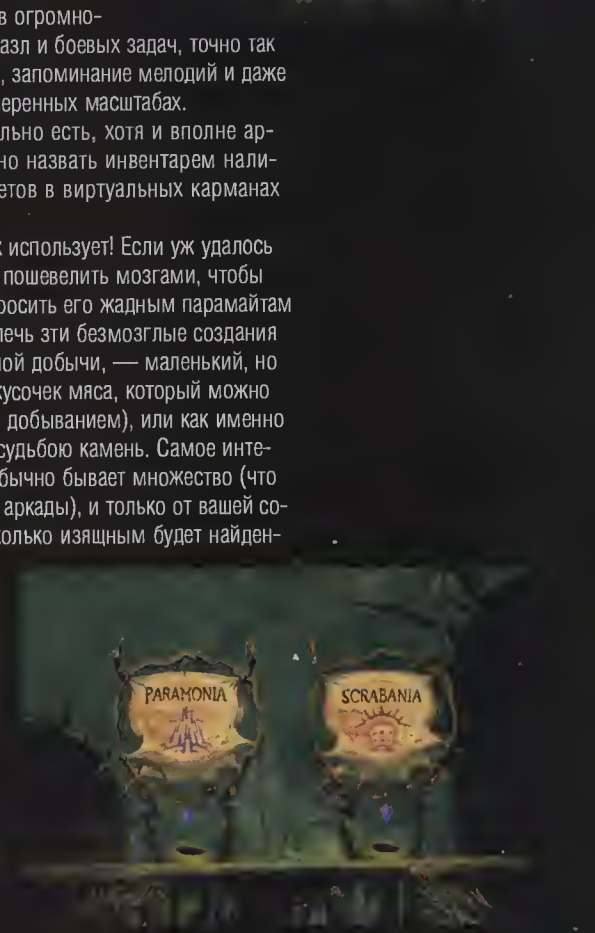 в огромно-
азл и боевых задач, точно так
, запоминание мелодий и даже
еренных масштабах.
льно есть, хотя и вполне ар-
но назвать инвентарем нали-
етов в виртуальных карманах
к использует! Если уж удалось
пошевелить мозгами, чтобы
росить его жадным парамайтам
лечь эти безмозглые создания
ной добычи, — маленький, но
кусочек мяса, который можно
добыванием), или как именно
судьбою камень. Самое инте-
бычно бывает множество (что
аркады), и только от вашей со-
колько изящным будет найден-
PARAMONIA
SCRABANIA